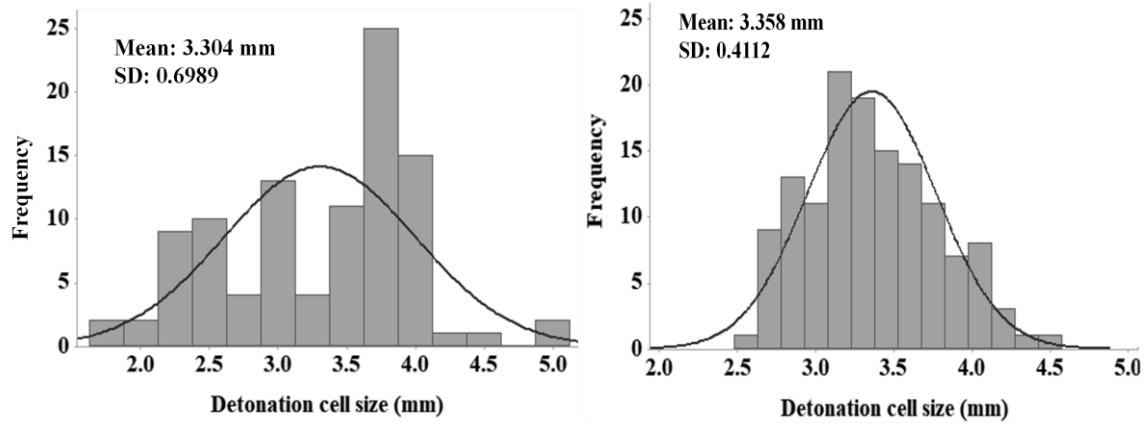 Mean: 3.304 mm
SD: 0.6989
Frequency
25
20
15
10
5
0
2.0 2.5 3.0 3.5 4.0 4.5 5.0
Detonation cell size (mm)
Mean: 3.358 mm
SD: 0.4112
Frequency
25
20
15
10
5
0
2.0 2.5 3.0 3.5 4.0 4.5 5.0
Detonation cell size (mm)